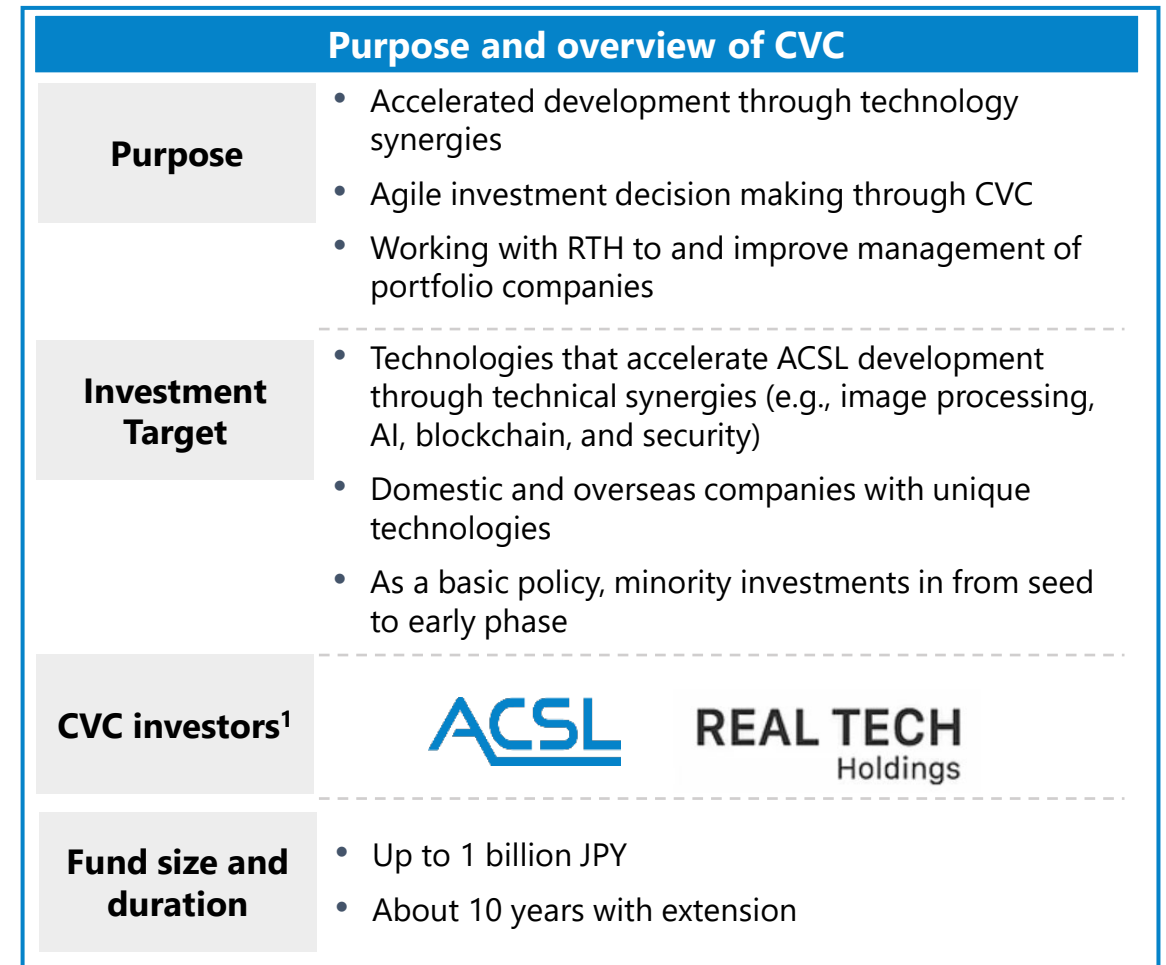 Purpose and overview of CVC
Purpose
• Accelerated development through technology
synergies
• Agile investment decision making through CVC
• Working with RTH to and improve management of
portfolio companies
Investment
Target
• Technologies that accelerate ACSL development
through technical synergies (e.g., image processing,
AI, blockchain, and security)
• Domestic and overseas companies with unique
technologies
• As a basic policy, minority investments in from seed
to early phase
CVC investors¹
ACSL
REAL TECH
Holdings
Fund size and
duration
• Up to 1 billion JPY
• About 10 years with extension